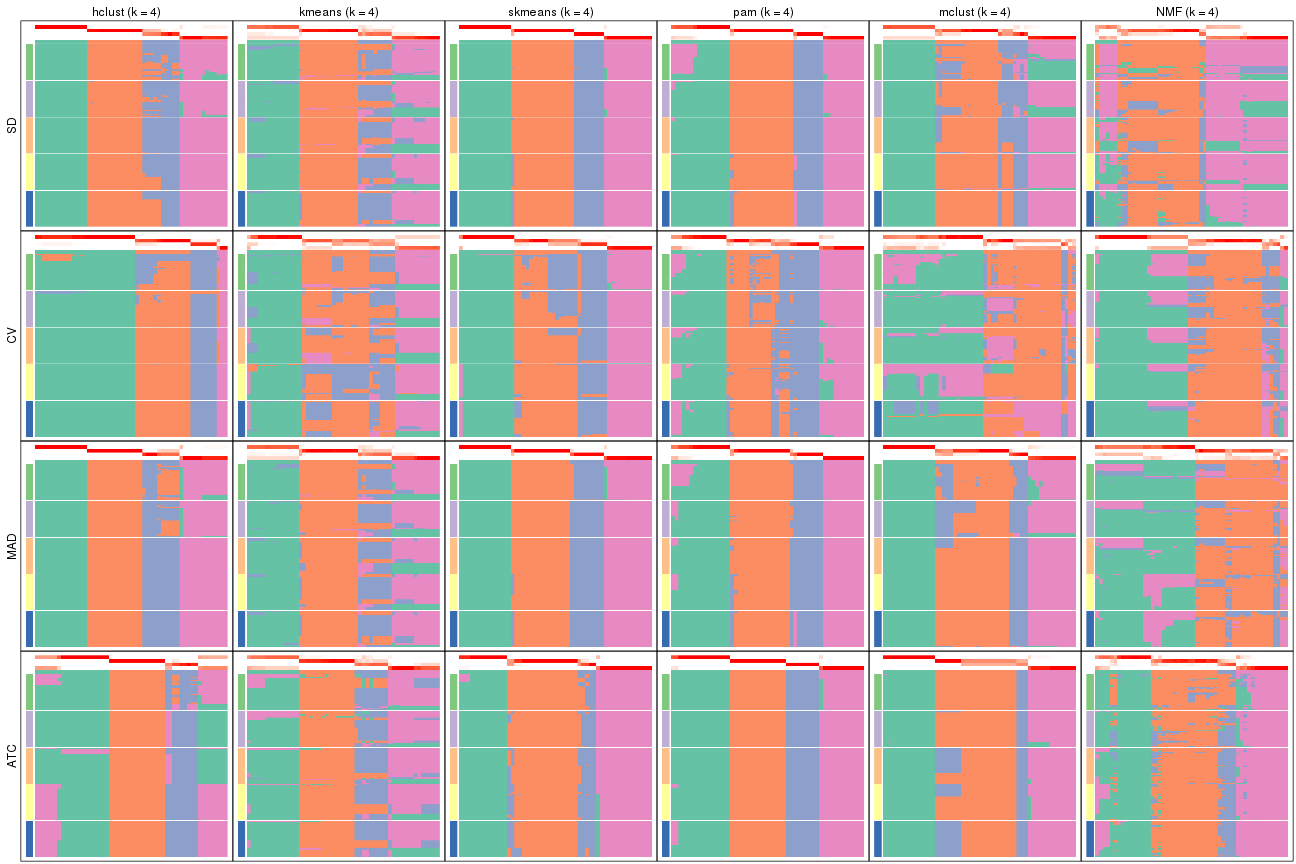 hclust (k = 4) kmeans (k = 4) skmeans (k = 4) pam (k = 4) mclust (k = 4) NMF (k = 4)
SD
CV
MAD
ATC